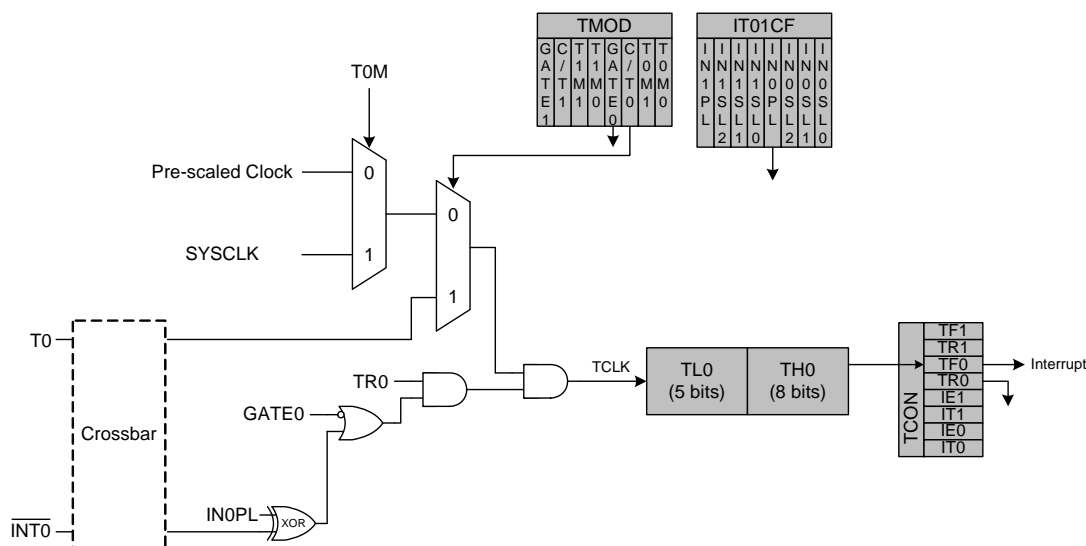 TMOD
GATE1
C/T1
T1M1
T1M0
GATE0
C/T0
T0M1
T0M0
IT01CF
IN1PL
IN1SL2
IN1SL1
IN1SL0
IN0PL
IN0SL2
IN0SL1
IN0SL0
T0M
Pre-scaled Clock
0
SYSCLK
1
0
1
T0
Crossbar
INT0
TR0
GATE0
IN0PL
XOR
TCLK
TL0
(5 bits)
TH0
(8 bits)
TCON
TF1
TR1
TF0
TR0
IE1
IT1
IE0
IT0
Interrupt